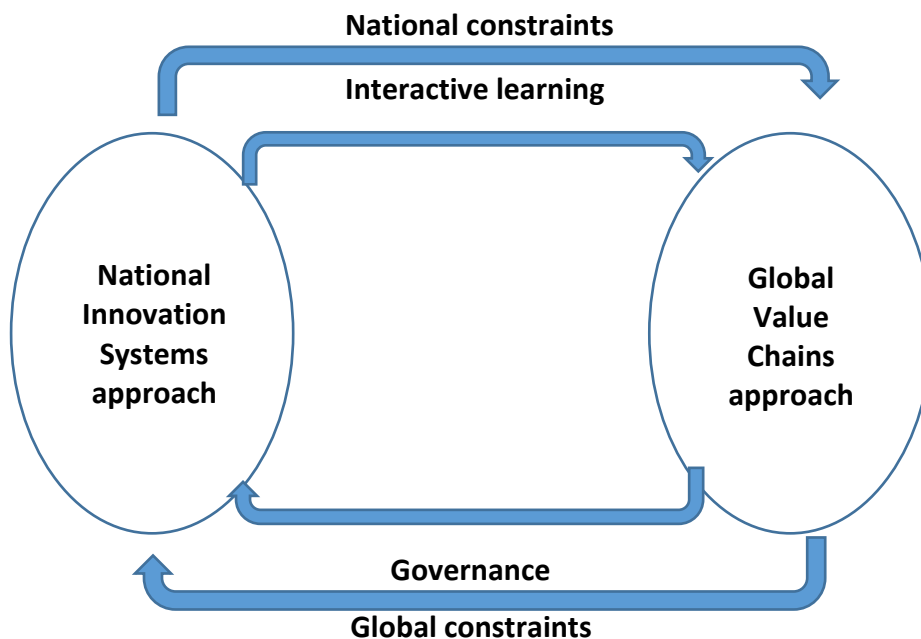 National constraints
Interactive learning
National
Innovation
Systems
approach
Global
Value
Chains
approach
Governance
Global constraints